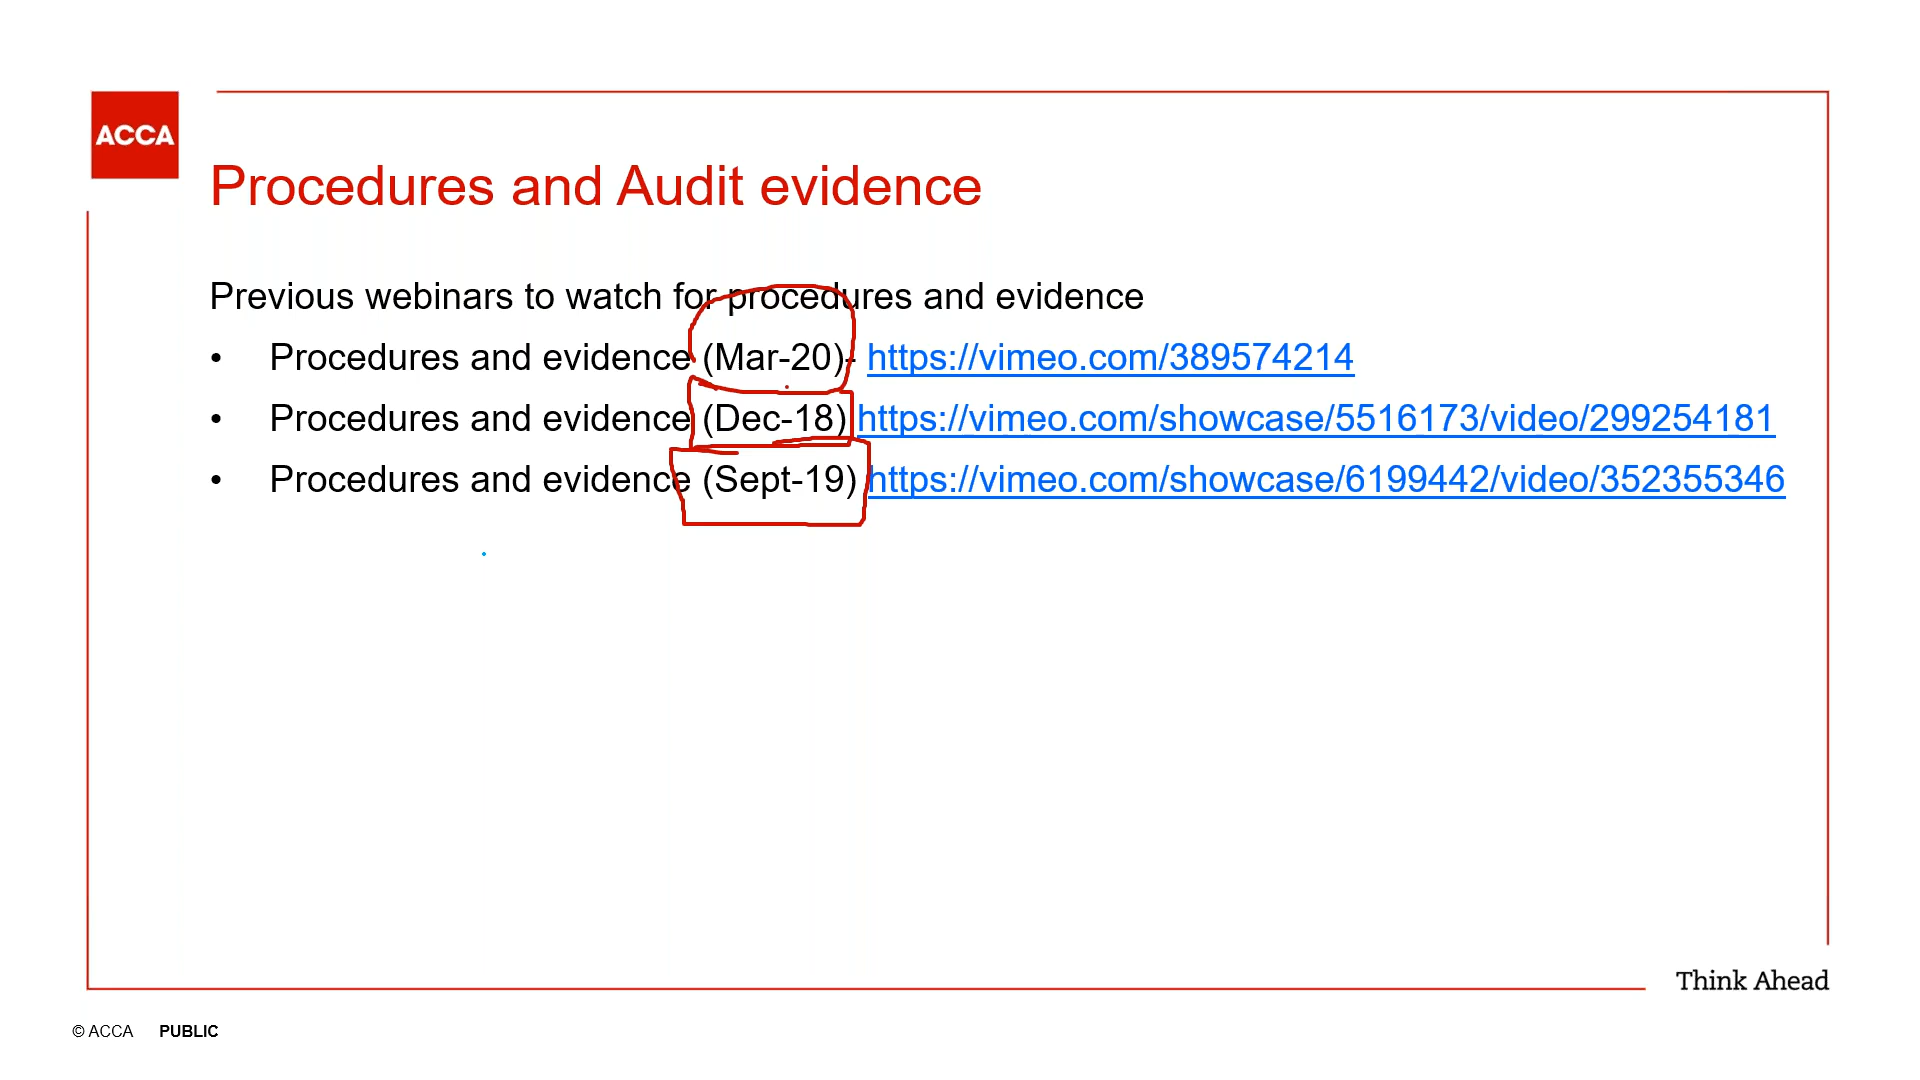 ACCA
Procedures and Audit evidence
Previous webinars to watch for procedures and evidence
• Procedures and evidence (Mar-20)- https://vimeo.com/389574214
• Procedures and evidence (Dec-18) https://vimeo.com/showcase/5516173/video/299254181
• Procedures and evidence (Sept-19) https://vimeo.com/showcase/6199442/video/352355346
Think Ahead
© ACCA PUBLIC